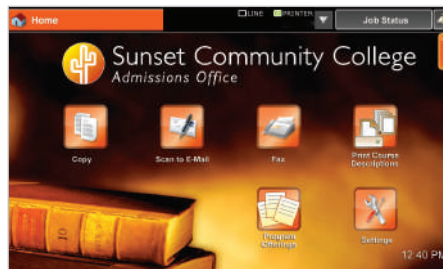 Home
LINE PRINTER
Job Status
Sunset Community College
Admissions Office
Copy
Scan to E-Mail
Fax
Print Course
Descriptions
Program
Settings
12:40 PM